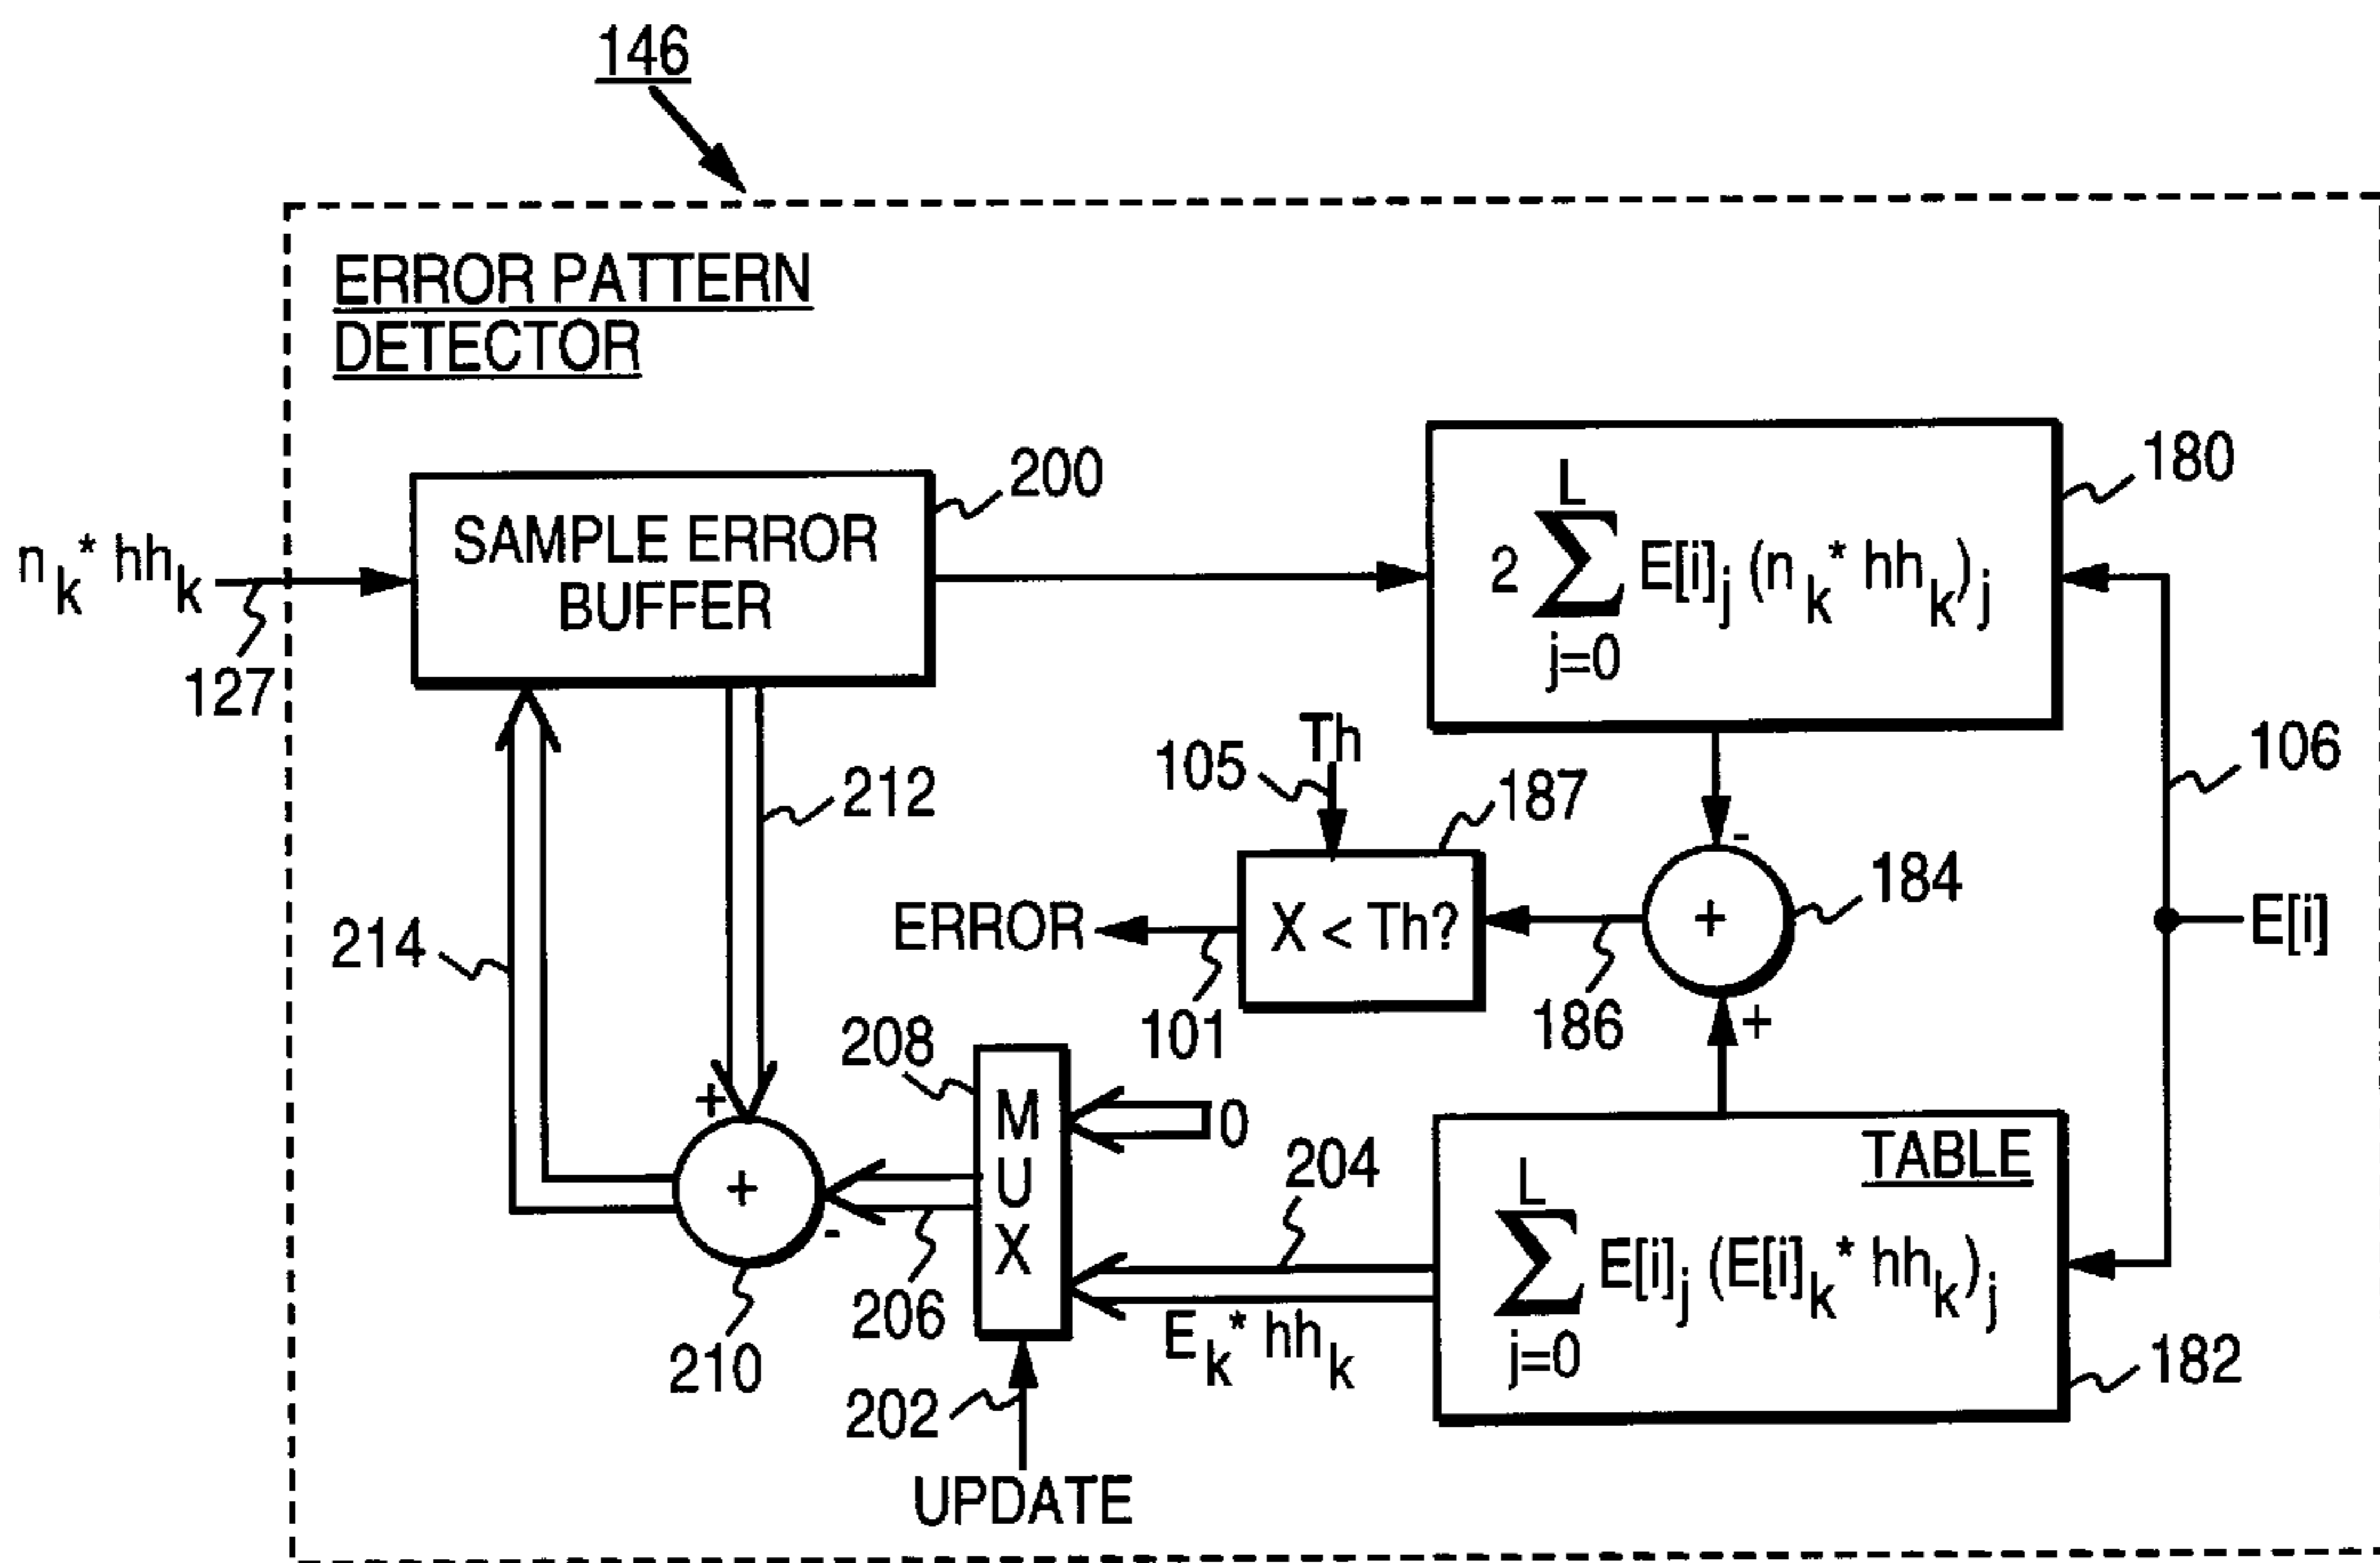 146
ERROR PATTERN
DETECTOR
200
180
SAMPLE ERROR
BUFFER
n_k* hh_k
127
L
2 Σ E[i]_j (n_k* hh_k)_j
j=0
106
Th
105
187
212
-
184
E[i]
214
ERROR
X < Th?
+
186
101
+
208
+
M
U
X
0
204
TABLE
+
-
206
210
E_k* hh_k
L
Σ E[i]_j (E[i]_k* hh_k)_j
j=0
182
202
UPDATE